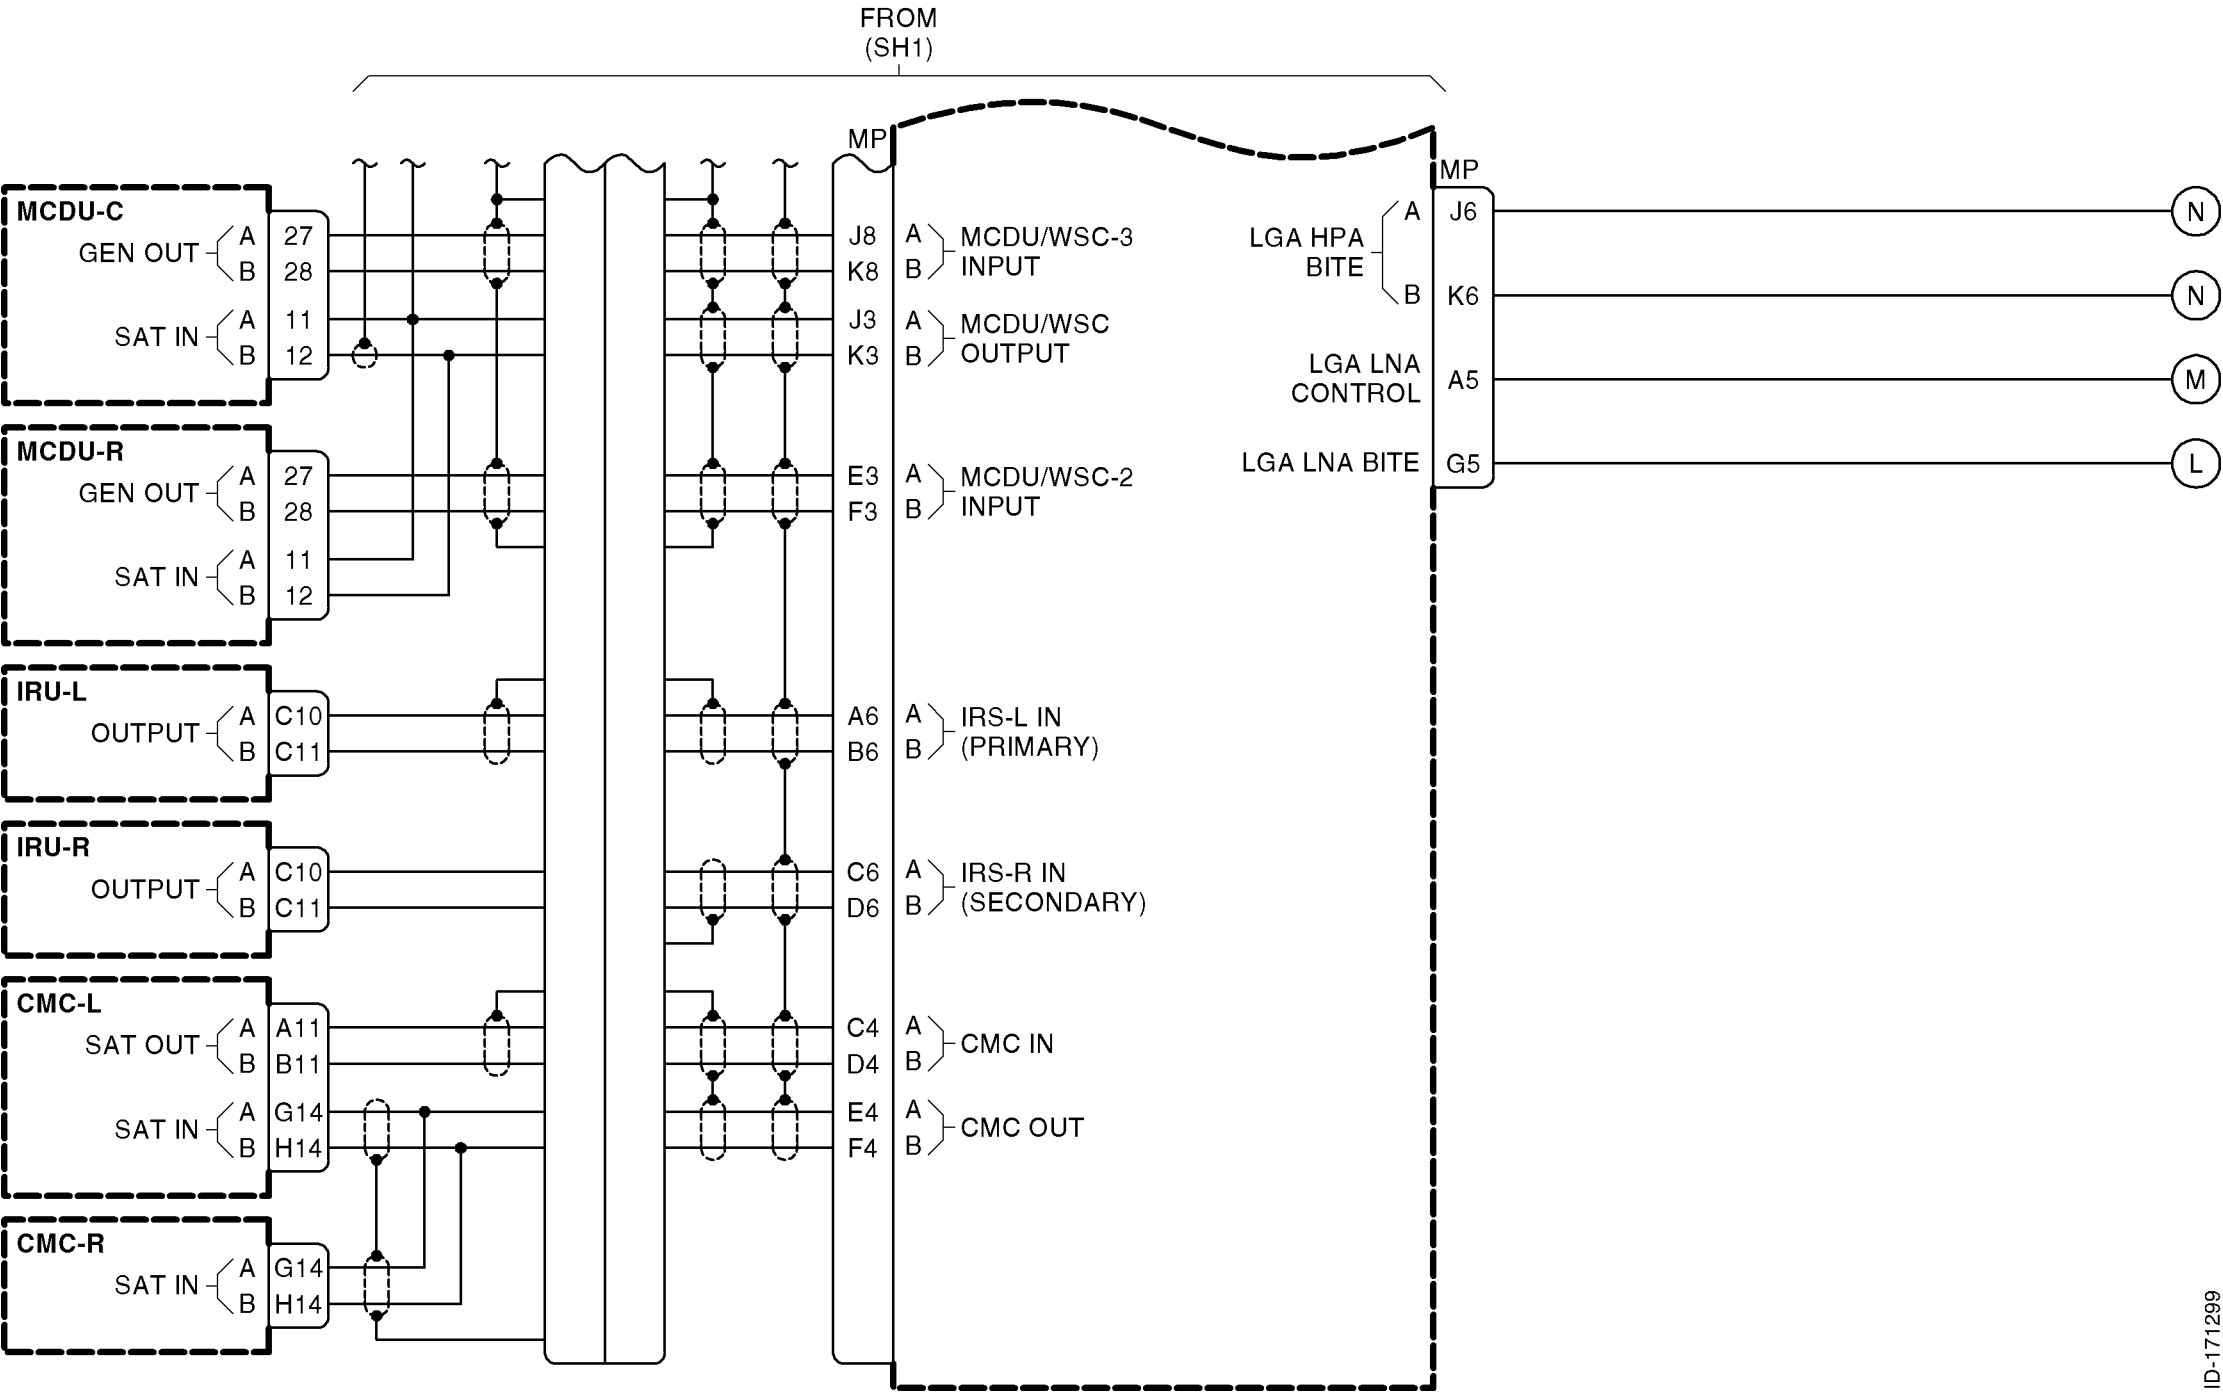 FROM
(SH1)
MP
MP
MCDU-C
GEN OUT
A 27
B 28
SAT IN
A 11
B 12
J8 A
K8 B
MCDU/WSC-3
INPUT
J3 A
K3 B
MCDU/WSC
OUTPUT
LGA HPA
BITE
A J6 N
B K6 N
LGA LNA
CONTROL
A5 M
LGA LNA BITE G5 L
MCDU-R
GEN OUT
A 27
B 28
SAT IN
A 11
B 12
E3 A
F3 B
MCDU/WSC-2
INPUT
IRU-L
OUTPUT
A C10
B C11
A6 A
B6 B
IRS-L IN
(PRIMARY)
IRU-R
OUTPUT
A C10
B C11
C6 A
D6 B
IRS-R IN
(SECONDARY)
CMC-L
SAT OUT
A A11
B B11
SAT IN
A G14
B H14
C4 A
D4 B
CMC IN
E4 A
F4 B
CMC OUT
CMC-R
SAT IN
A G14
B H14
ID-171299